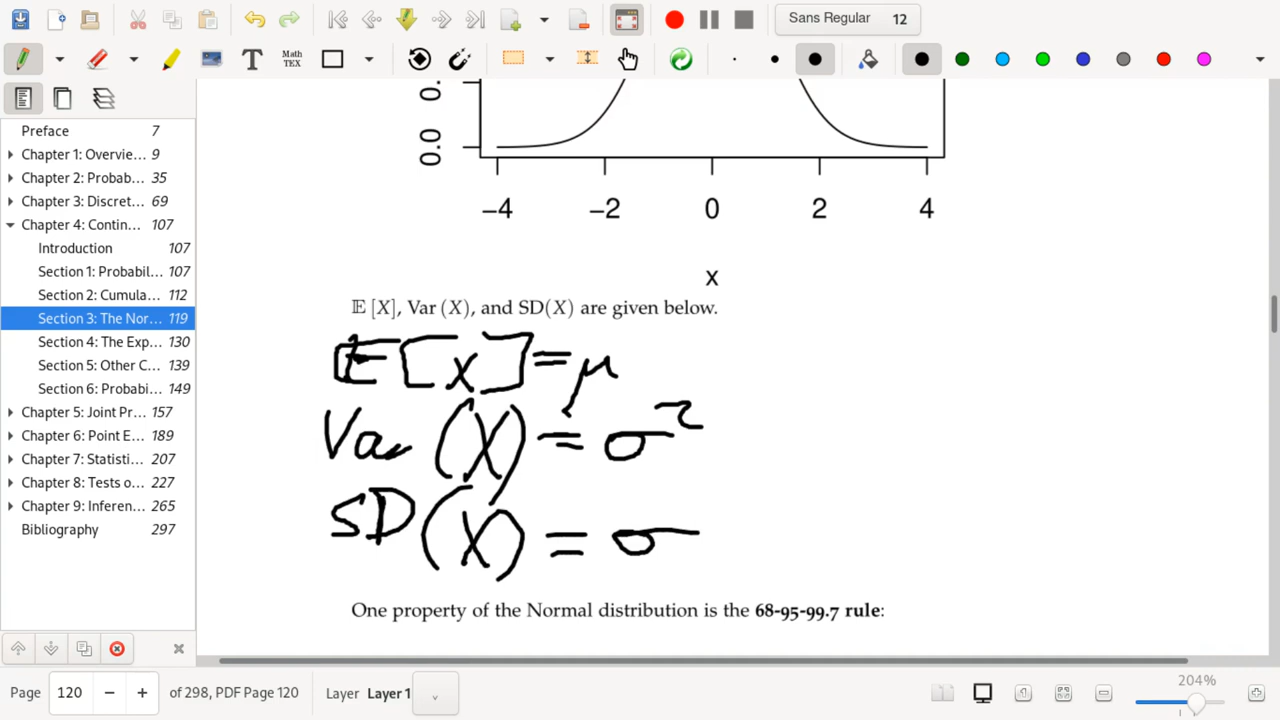 Sans Regular 12
T Math TEX
Preface 7
Chapter 1: Overvie... 9
Chapter 2: Probab... 35
Chapter 3: Discret... 69
Chapter 4: Contin... 107
Introduction 107
Section 1: Probabil... 107
Section 2: Cumula... 112
Section 3: The Nor... 119
Section 4: The Exp... 130
Section 5: Other C... 139
Section 6: Probabi... 149
Chapter 5: Joint Pr... 157
Chapter 6: Point E... 189
Chapter 7: Statisti... 207
Chapter 8: Tests o... 227
Chapter 9: Inferen... 265
Bibliography 297
0.
0.0
−4 −2 0 2 4
x
𝔼 [X], Var (X), and SD(X) are given below.
𝔼[X] = μ
Var (X) = σ²
SD (X) = σ
One property of the Normal distribution is the 68-95-99.7 rule:
Page 120 − + of 298, PDF Page 120 Layer Layer 1
204%